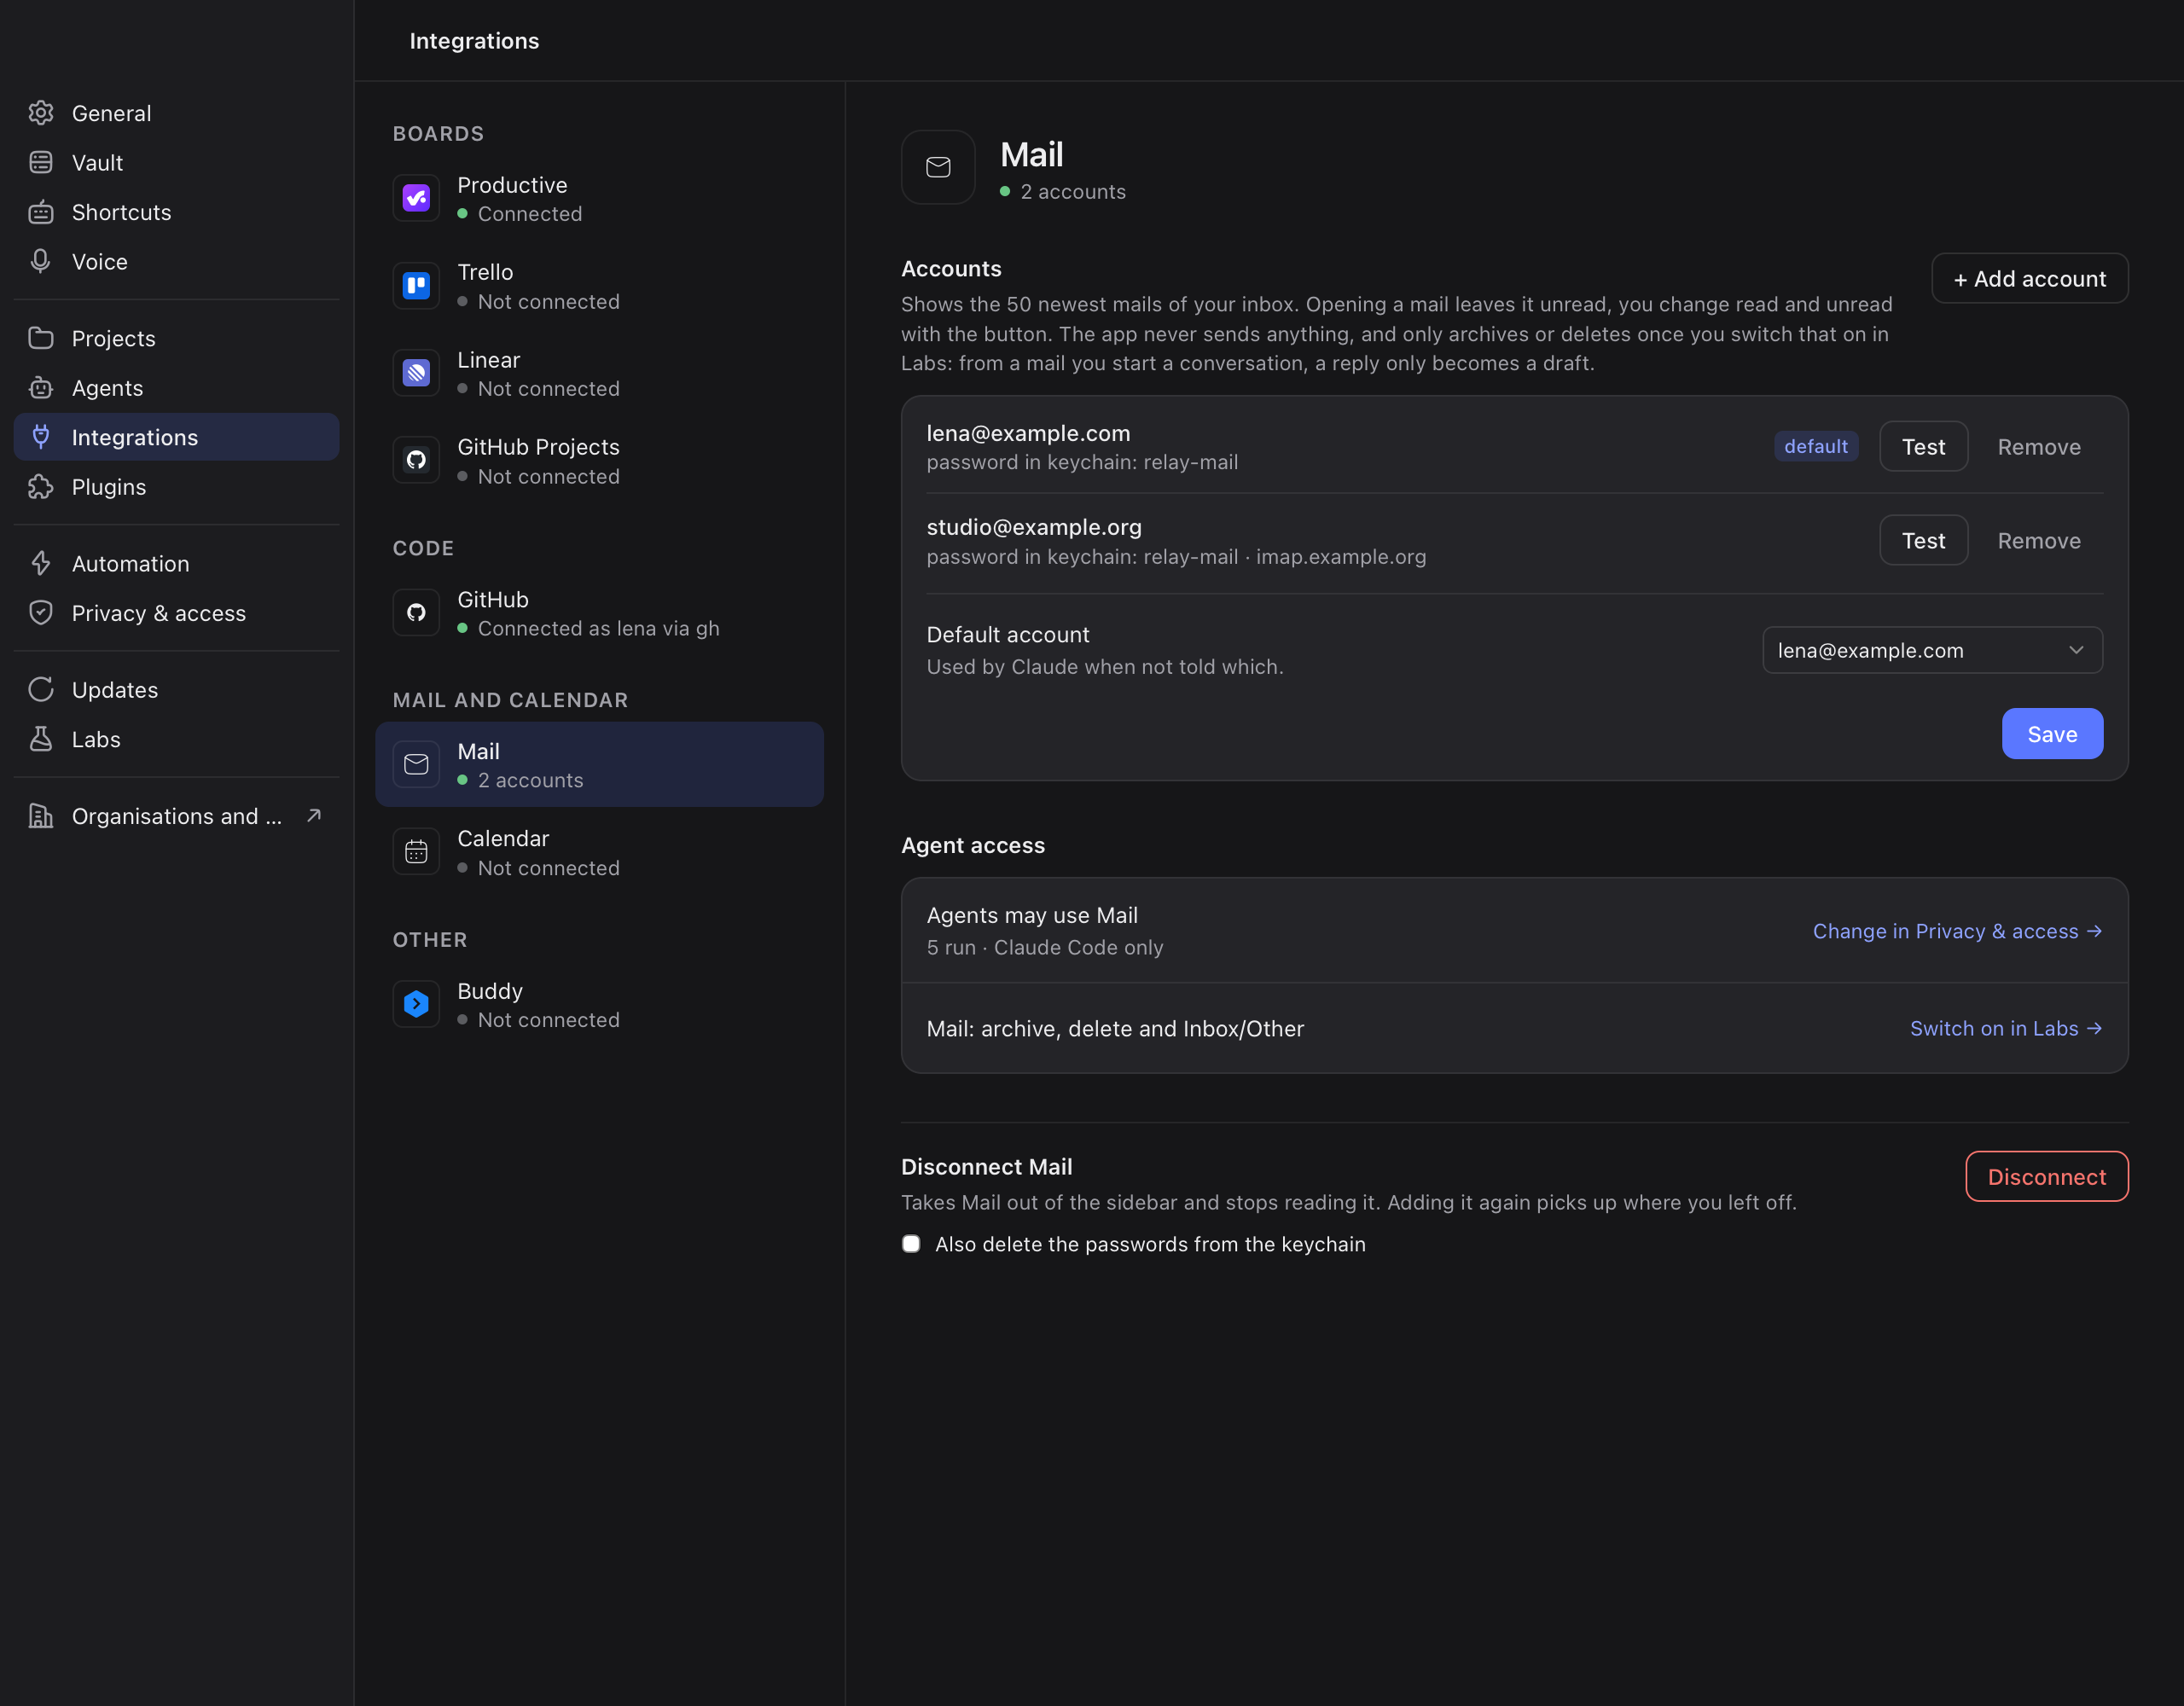 Integrations
General
Vault
Shortcuts
Voice
Projects
Agents
Integrations
Plugins
Automation
Privacy & access
Updates
Labs
Organisations and ...
BOARDS
Productive
Connected
Trello
Not connected
Linear
Not connected
GitHub Projects
Not connected
CODE
GitHub
Connected as lena via gh
MAIL AND CALENDAR
Mail
2 accounts
Calendar
Not connected
OTHER
Buddy
Not connected
Mail
2 accounts
Accounts
+ Add account
Shows the 50 newest mails of your inbox. Opening a mail leaves it unread, you change read and unread
with the button. The app never sends anything, and only archives or deletes once you switch that on in
Labs: from a mail you start a conversation, a reply only becomes a draft.
lena@example.com
password in keychain: relay-mail
default
Test
Remove
studio@example.org
password in keychain: relay-mail · imap.example.org
Test
Remove
Default account
Used by Claude when not told which.
lena@example.com
Save
Agent access
Agents may use Mail
5 run · Claude Code only
Change in Privacy & access →
Mail: archive, delete and Inbox/Other
Switch on in Labs →
Disconnect Mail
Takes Mail out of the sidebar and stops reading it. Adding it again picks up where you left off.
Disconnect
Also delete the passwords from the keychain